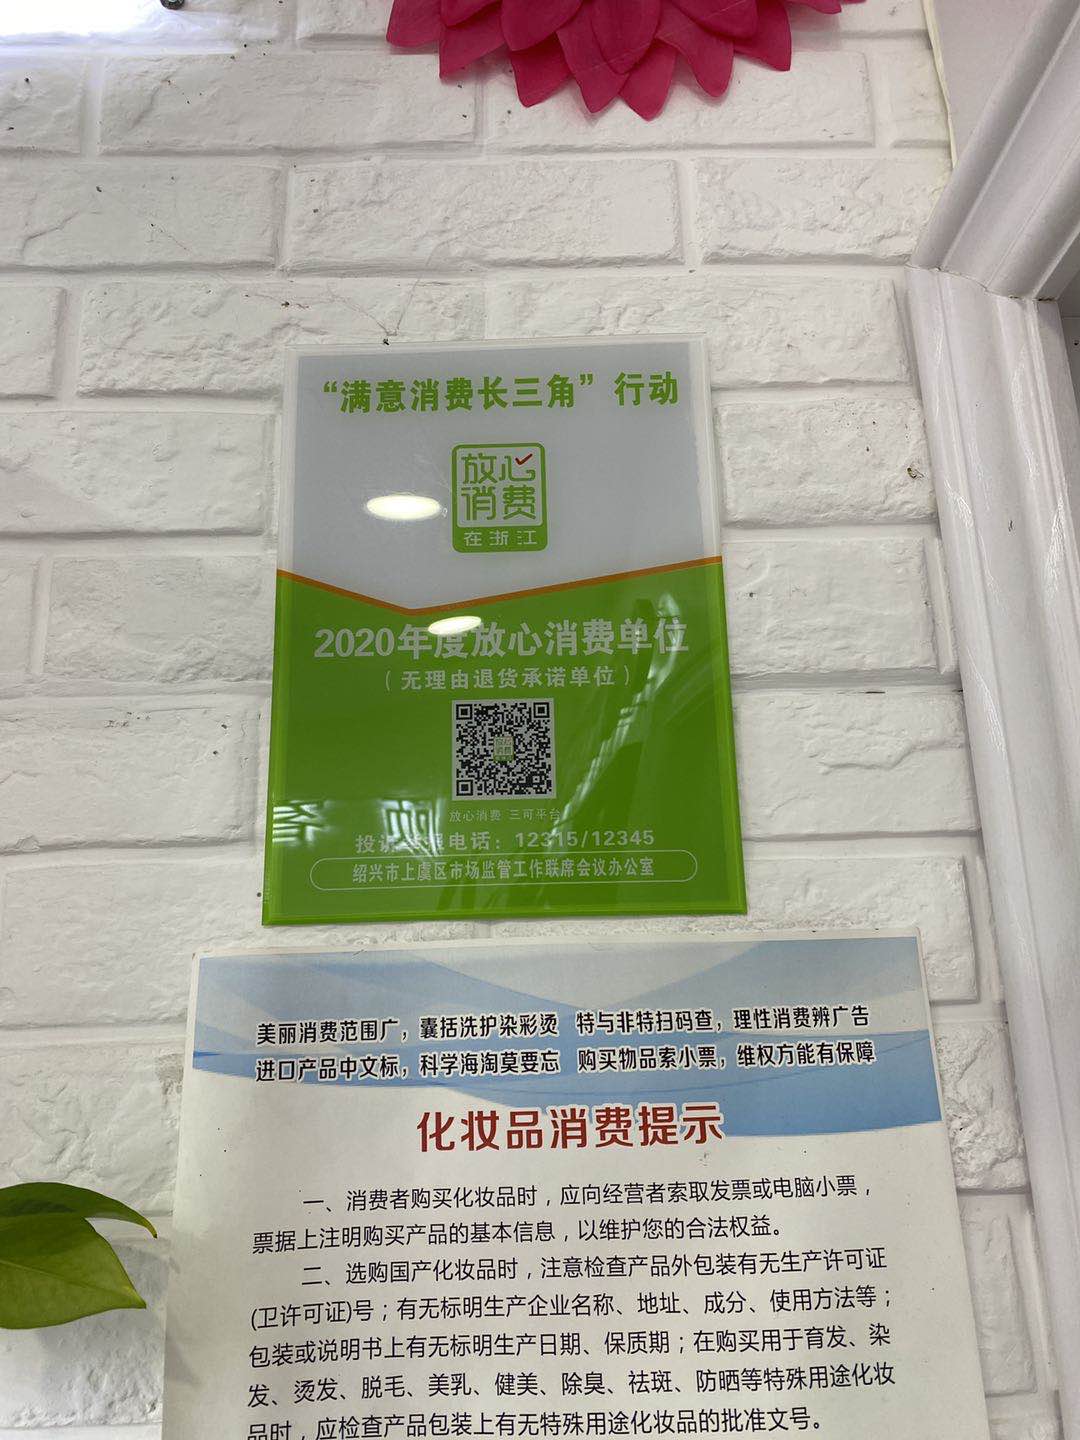 “满意消费长三角”行动
放心
消费
在浙江
2020年度放心消费单位
（无理由退货承诺单位）
放心消费 三可平台
投诉举报电话：12315/12345
绍兴市上虞区市场监管工作联席会议办公室
美丽消费范围广，囊括洗护染彩烫 特与非特扫码查，理性消费辨广告
进口产品中文标，科学海淘莫要忘 购买物品索小票，维权方能有保障
化妆品消费提示
一、消费者购买化妆品时，应向经营者索取发票或电脑小票，
票据上注明购买产品的基本信息，以维护您的合法权益。
二、选购国产化妆品时，注意检查产品外包装有无生产许可证
(卫许可证)号；有无标明生产企业名称、地址、成分、使用方法等；
包装或说明书上有无标明生产日期、保质期；在购买用于育发、染
发、烫发、脱毛、美乳、健美、除臭、祛斑、防晒等特殊用途化妆
品时，应检查产品包装上有无特殊用途化妆品的批准文号。